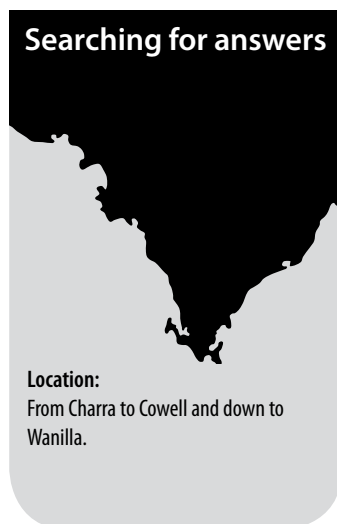 Searching for answers
Location:
From Charra to Cowell and down to
Wanilla.